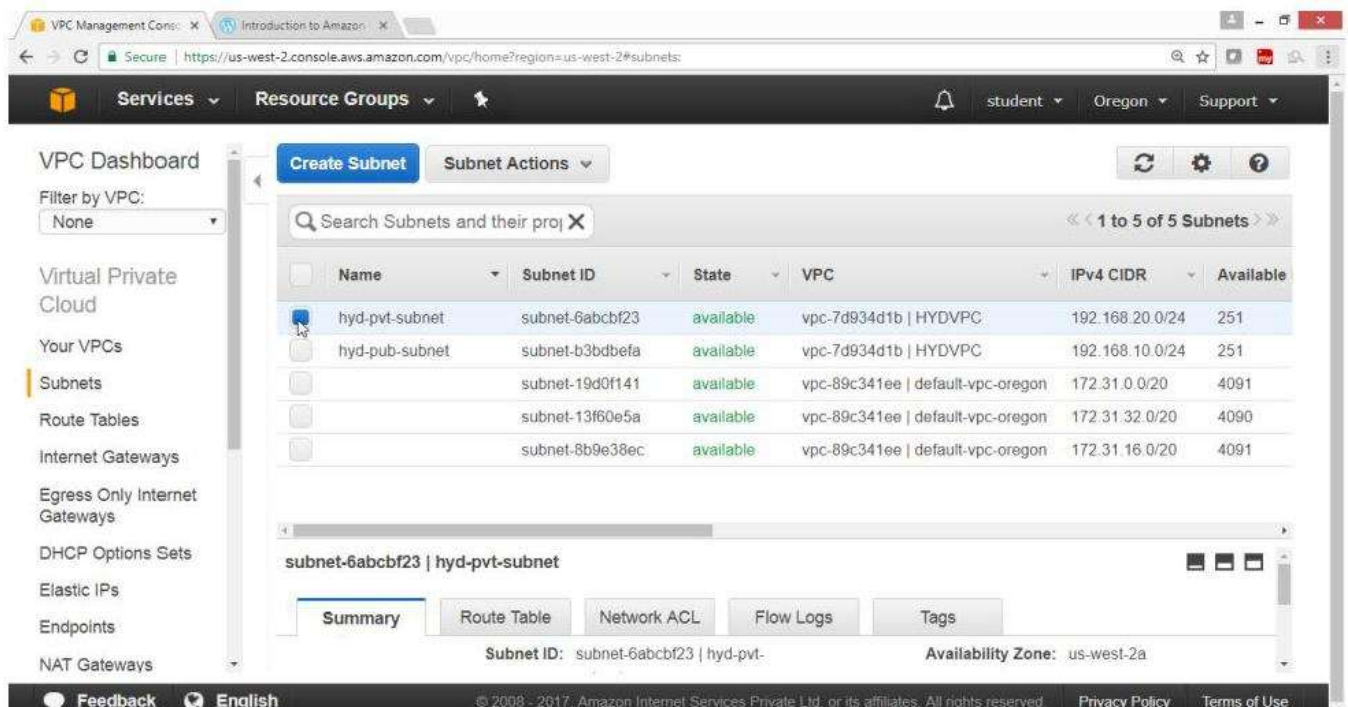 VPC Management Cons
Introduction to Amazon
Secure | https://us-west-2.console.aws.amazon.com/vpc/home?region=us-west-2#subnets:
my
Services Resource Groups student Oregon Support
VPC Dashboard
Filter by VPC:
None
Virtual Private
Cloud
Your VPCs
Subnets
Route Tables
Internet Gateways
Egress Only Internet
Gateways
DHCP Options Sets
Elastic IPs
Endpoints
NAT Gateways
Create Subnet Subnet Actions
Search Subnets and their pro
1 to 5 of 5 Subnets
Name Subnet ID State VPC IPv4 CIDR Available
hyd-pvt-subnet subnet-6abcbf23 available vpc-7d934d1b | HYDVPC 192.168.20.0/24 251
hyd-pub-subnet subnet-b3bdbefa available vpc-7d934d1b | HYDVPC 192.168.10.0/24 251
subnet-19d0f141 available vpc-89c341ee | default-vpc-oregon 172.31.0.0/20 4091
subnet-13f60e5a available vpc-89c341ee | default-vpc-oregon 172.31.32.0/20 4090
subnet-8b9e38ec available vpc-89c341ee | default-vpc-oregon 172.31.16.0/20 4091
subnet-6abcbf23 | hyd-pvt-subnet
Summary Route Table Network ACL Flow Logs Tags
Subnet ID: subnet-6abcbf23 | hyd-pvt- Availability Zone: us-west-2a
Feedback English © 2008 - 2017, Amazon Internet Services Private Ltd. or its affiliates. All rights reserved. Privacy Policy Terms of Use